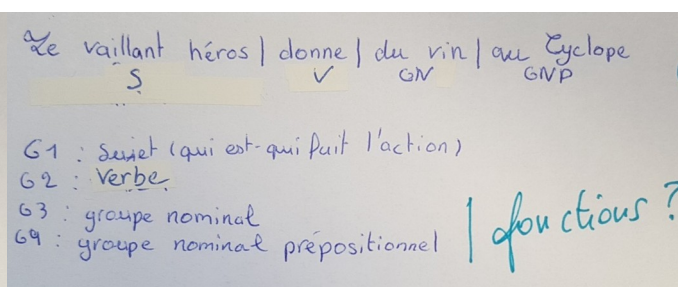 Le vaillant héros | donne | du vin | au Cyclope
S V GN GNP
G1 : sujet (qui est-qui fait l'action)
G2 : Verbe
G3 : groupe nominal
G4 : groupe nominal prépositionnel | fonctions ?